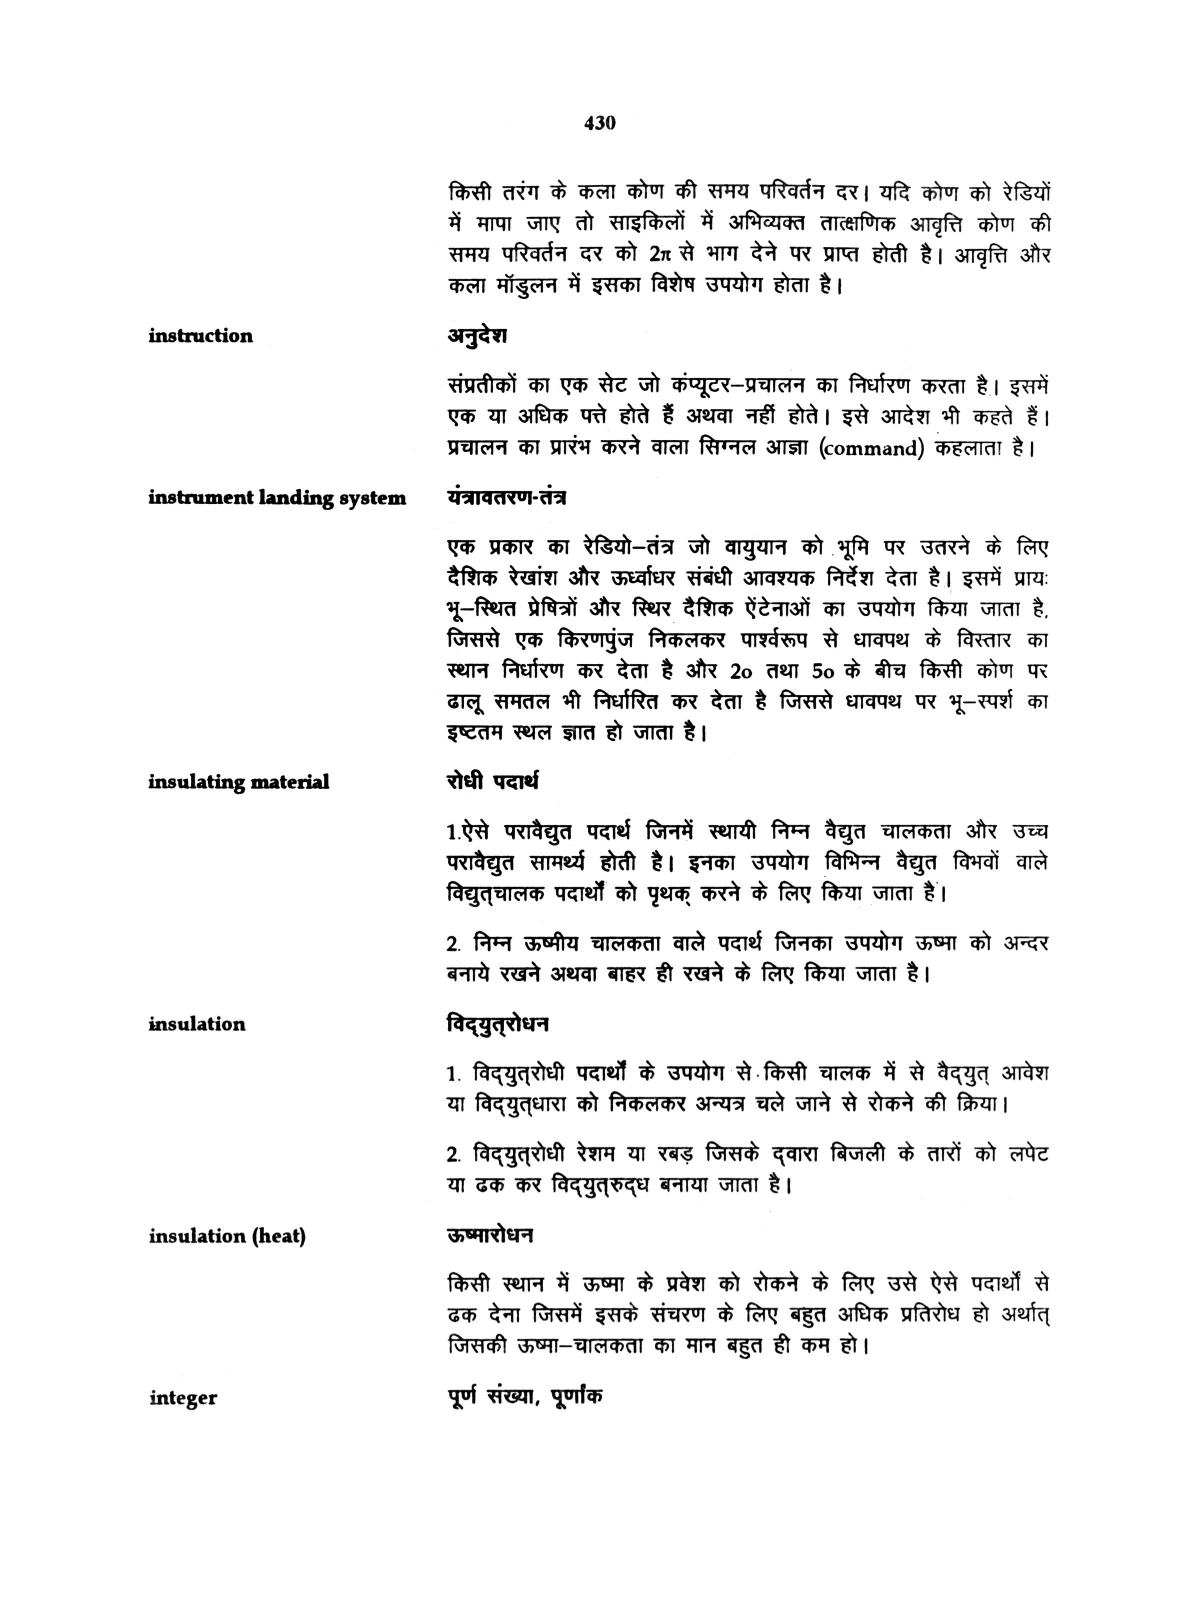 430
किसी तरंग के कला कोण की समय परिवर्तन दर। यदि कोण को रेडियों
में मापा जाए तो साइकिलों में अभिव्यक्त तात्क्षणिक आवृत्ति कोण की
समय परिवर्तन दर को 2π से भाग देने पर प्राप्त होती है। आवृत्ति और
कला मॉडुलन में इसका विशेष उपयोग होता है।
instruction अनुदेश
संप्रतीकों का एक सेट जो कंप्यूटर–प्रचालन का निर्धारण करता है। इसमें
एक या अधिक पत्ते होते हैं अथवा नहीं होते। इसे आदेश भी कहते हैं।
प्रचालन का प्रारंभ करने वाला सिग्नल आज्ञा (command) कहलाता है।
instrument landing system यंत्रावतरण-तंत्र
एक प्रकार का रेडियो–तंत्र जो वायुयान को भूमि पर उतरने के लिए
दैशिक रेखांश और ऊर्ध्वाधर संबंधी आवश्यक निर्देश देता है। इसमें प्रायः
भू–स्थित प्रेषित्रों और स्थिर दैशिक ऐंटेनाओं का उपयोग किया जाता है,
जिससे एक किरणपुंज निकलकर पार्श्वरूप से धावपथ के विस्तार का
स्थान निर्धारण कर देता है और 2o तथा 5o के बीच किसी कोण पर
ढालू समतल भी निर्धारित कर देता है जिससे धावपथ पर भू–स्पर्श का
इष्टतम स्थल ज्ञात हो जाता है।
insulating material रोधी पदार्थ
1.ऐसे परावैद्युत पदार्थ जिनमें स्थायी निम्न वैद्युत चालकता और उच्च
परावैद्युत सामर्थ्य होती है। इनका उपयोग विभिन्न वैद्युत विभवों वाले
विद्युत्चालक पदार्थों को पृथक् करने के लिए किया जाता है।
2. निम्न ऊष्मीय चालकता वाले पदार्थ जिनका उपयोग ऊष्मा को अन्दर
बनाये रखने अथवा बाहर ही रखने के लिए किया जाता है।
insulation विद्‌युत्‌रोधन
1. विद्‌युत्‌रोधी पदार्थों के उपयोग से किसी चालक में से वैद्‌युत् आवेश
या विद्‌युत्‌धारा को निकलकर अन्यत्र चले जाने से रोकने की क्रिया।
2. विद्‌युत्‌रोधी रेशम या रबड़ जिसके द्‌वारा बिजली के तारों को लपेट
या ढक कर विद्‌युत्‌रुद्‌ध बनाया जाता है।
insulation (heat) ऊष्मारोधन
किसी स्थान में ऊष्मा के प्रवेश को रोकने के लिए उसे ऐसे पदार्थों से
ढक देना जिसमें इसके संचरण के लिए बहुत अधिक प्रतिरोध हो अर्थात्
जिसकी ऊष्मा–चालकता का मान बहुत ही कम हो।
integer पूर्ण संख्या, पूर्णांक